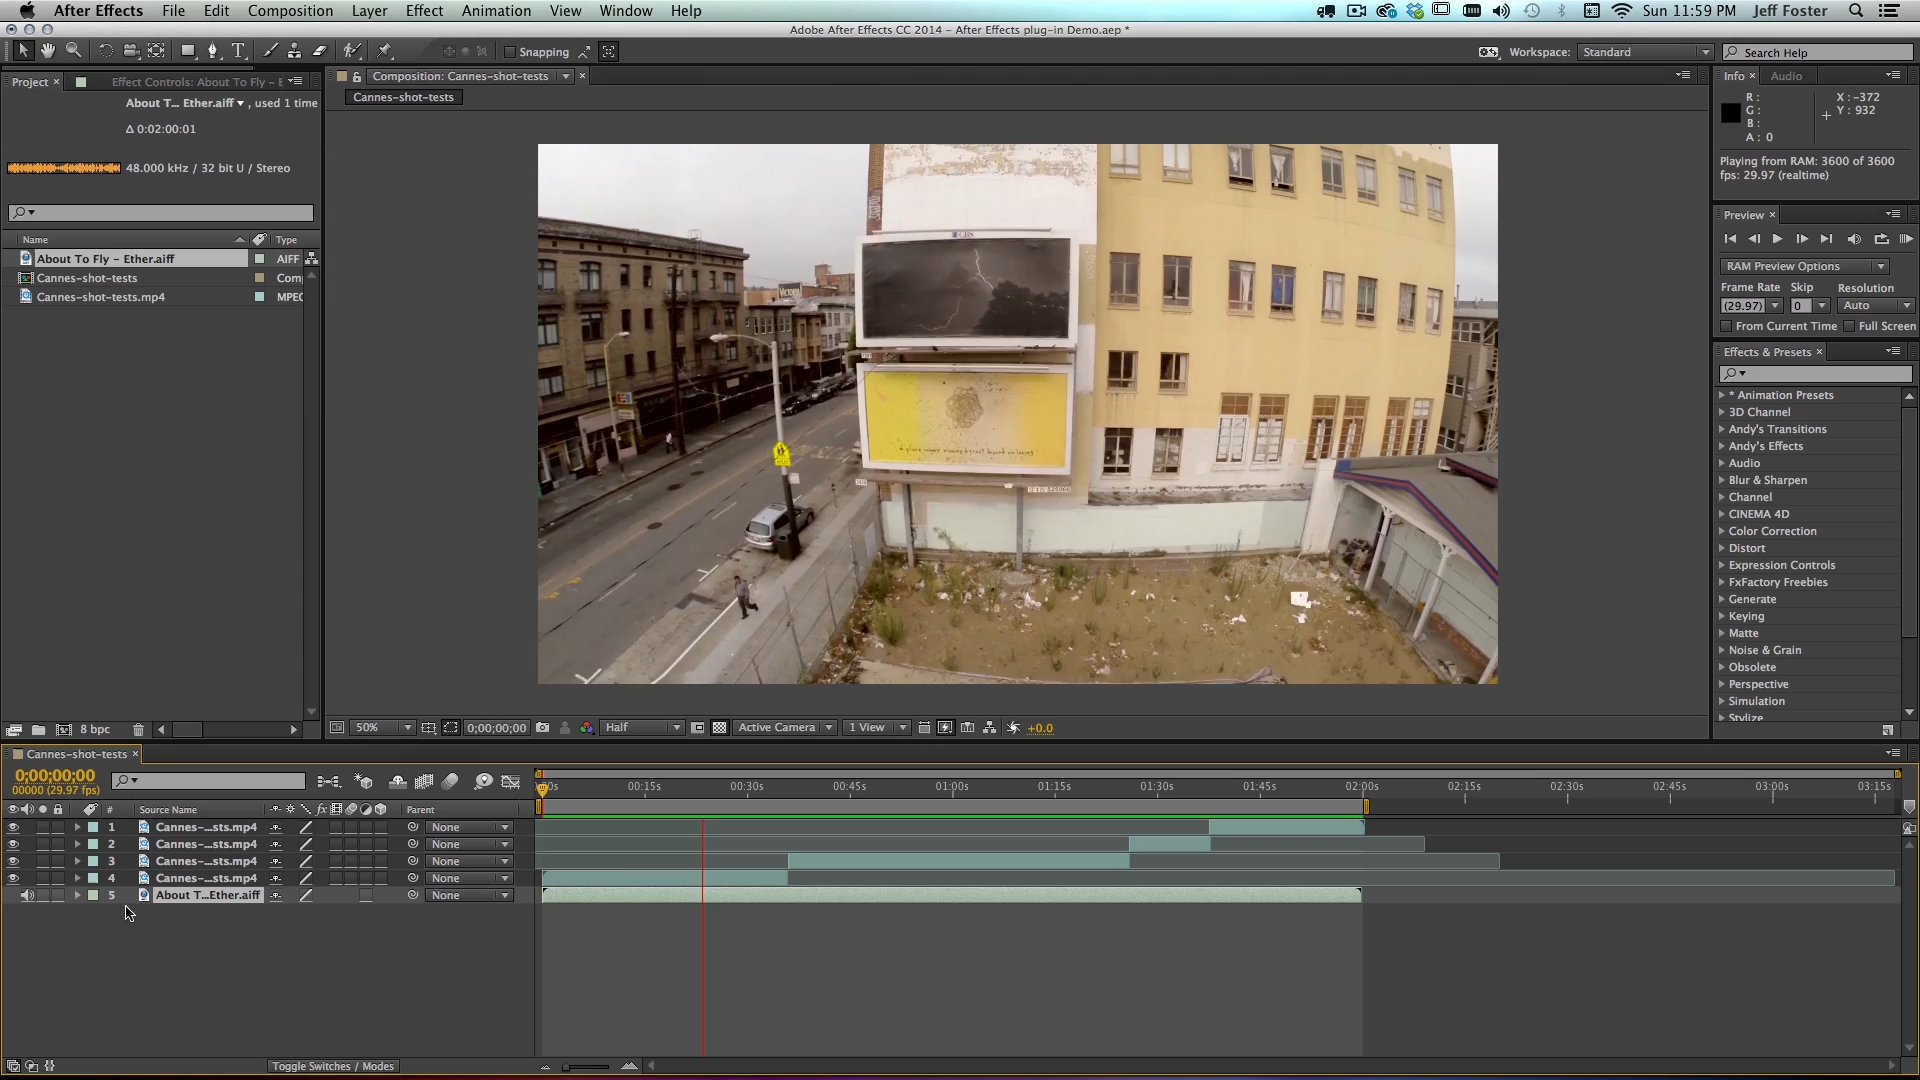 After Effects File Edit Composition Layer Effect Animation View Window Help
Sun 11:59 PM Jeff Foster
Adobe After Effects CC 2014 - After Effects plug-in Demo.aep *
Snapping
Workspace: Standard
Search Help
Project
Effect Controls: About To Fly - E
About T... Ether.aiff , used 1 time
Δ 0:02:00:01
48.000 kHz / 32 bit U / Stereo
Name Type
About To Fly - Ether.aiff AIFF
Cannes-shot-tests Com
Cannes-shot-tests.mp4 MPEG
8 bpc
Composition: Cannes-shot-tests
Cannes-shot-tests
50% 0;00;00;00 Half Active Camera 1 View +0.0
Info Audio
R :
G :
B :
A : 0
X : -372
Y : 932
Playing from RAM: 3600 of 3600
fps: 29.97 (realtime)
Preview
RAM Preview Options
Frame Rate Skip Resolution
(29.97) 0 Auto
From Current Time Full Screen
Effects & Presets
* Animation Presets
3D Channel
Andy's Transitions
Andy's Effects
Audio
Blur & Sharpen
Channel
CINEMA 4D
Color Correction
Distort
Expression Controls
FxFactory Freebies
Generate
Keying
Matte
Noise & Grain
Obsolete
Perspective
Simulation
Stylize
Cannes-shot-tests
0;00;00;00
00000 (29.97 fps)
00s 00:15s 00:30s 00:45s 01:00s 01:15s 01:30s 01:45s 02:00s 02:15s 02:30s 02:45s 03:00s 03:15s
# Source Name fx Parent
1 Cannes-...sts.mp4 None
2 Cannes-...sts.mp4 None
3 Cannes-...sts.mp4 None
4 Cannes-...sts.mp4 None
5 About T...Ether.aiff None
Toggle Switches / Modes